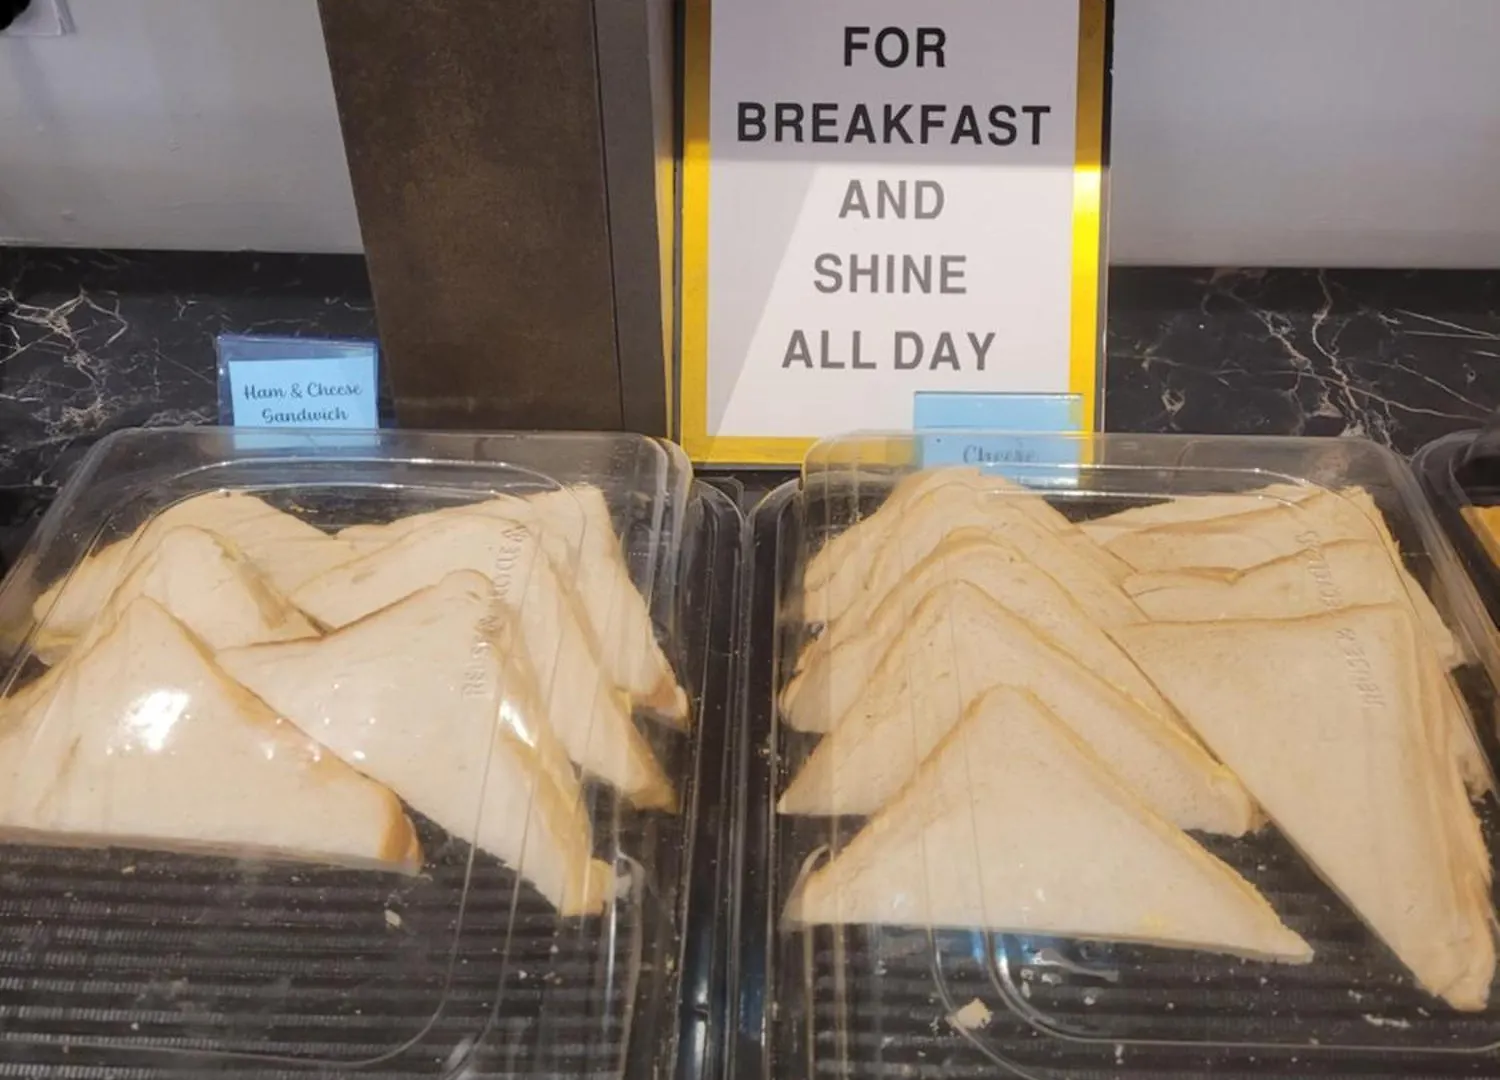 FOR
BREAKFAST
AND
SHINE
ALL DAY
Ham & Cheese
Sandwich
Cheese